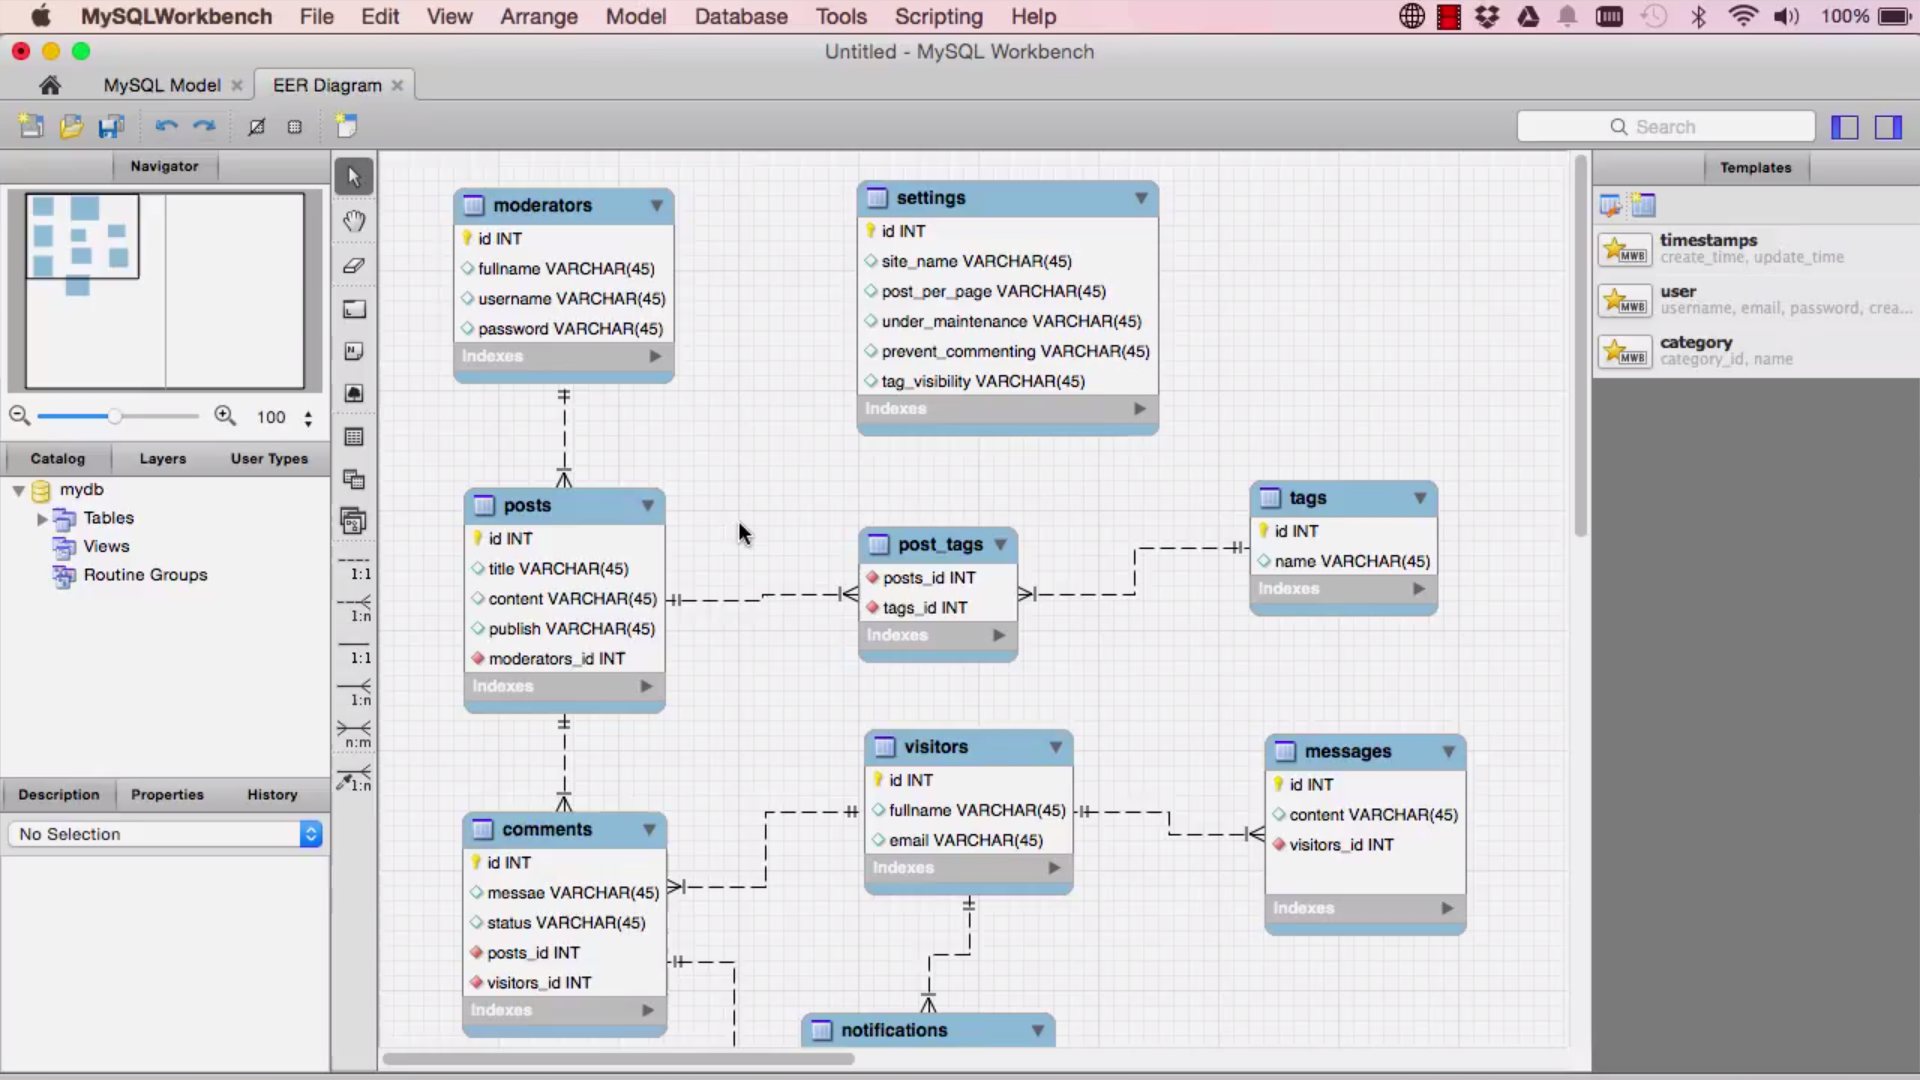 MySQLWorkbench File Edit View Arrange Model Database Tools Scripting Help 100%
Untitled - MySQL Workbench
MySQL Model EER Diagram
Search
Navigator
100
Catalog Layers User Types
mydb
Tables
Views
Routine Groups
Description Properties History
No Selection
1:1
1:n
1:1
1:n
n:m
1:n
moderators
id INT
fullname VARCHAR(45)
username VARCHAR(45)
password VARCHAR(45)
Indexes
settings
id INT
site_name VARCHAR(45)
post_per_page VARCHAR(45)
under_maintenance VARCHAR(45)
prevent_commenting VARCHAR(45)
tag_visibility VARCHAR(45)
Indexes
posts
id INT
title VARCHAR(45)
content VARCHAR(45)
publish VARCHAR(45)
moderators_id INT
Indexes
post_tags
posts_id INT
tags_id INT
Indexes
tags
id INT
name VARCHAR(45)
Indexes
visitors
id INT
fullname VARCHAR(45)
email VARCHAR(45)
Indexes
messages
id INT
content VARCHAR(45)
visitors_id INT
Indexes
comments
id INT
messae VARCHAR(45)
status VARCHAR(45)
posts_id INT
visitors_id INT
Indexes
notifications
Templates
MWB
timestamps
create_time, update_time
MWB
user
username, email, password, crea...
MWB
category
category_id, name